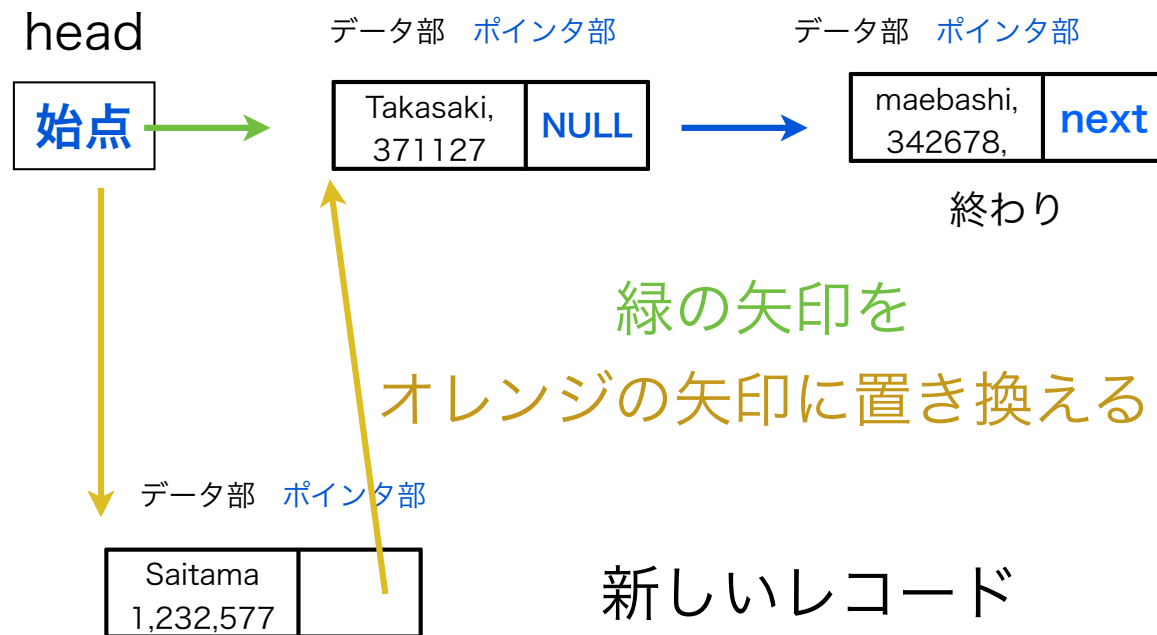 head
データ部 ポインタ部
データ部 ポインタ部
始点
Takasaki,
371127
NULL
maebashi,
342678,
next
終わり
緑の矢印を
オレンジの矢印に置き換える
データ部 ポインタ部
Saitama
1,232,577
新しいレコード